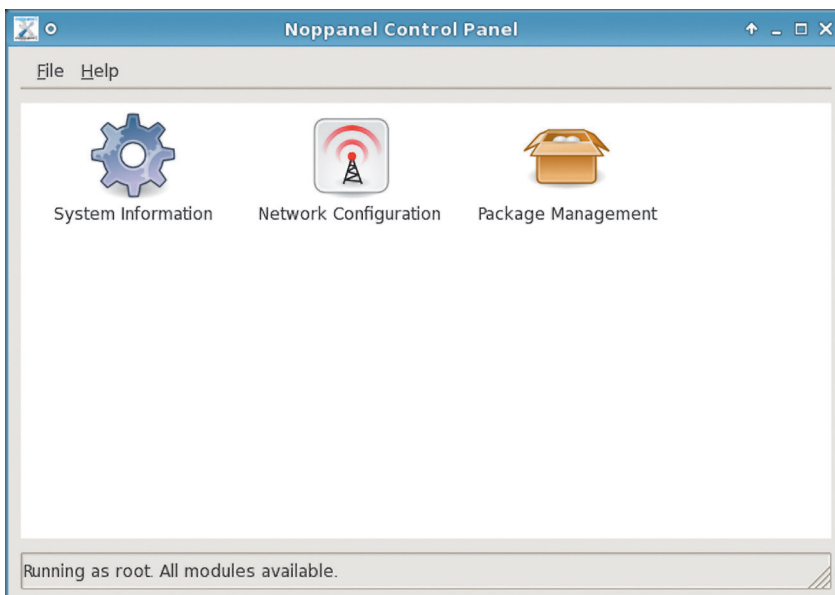 Noppanel Control Panel
File Help
System Information
Network Configuration
Package Management
Running as root. All modules available.